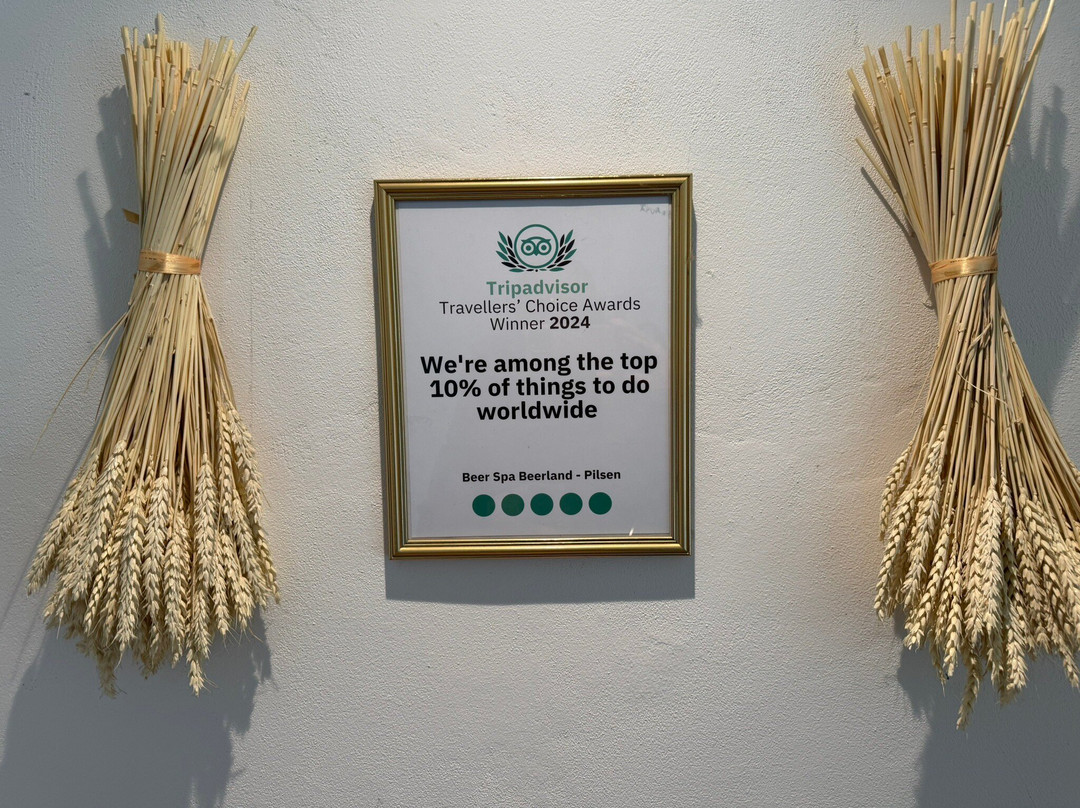 Tripadvisor
Travellers' Choice Awards
Winner 2024
We're among the top
10% of things to do
worldwide
Beer Spa Beerland - Pilsen